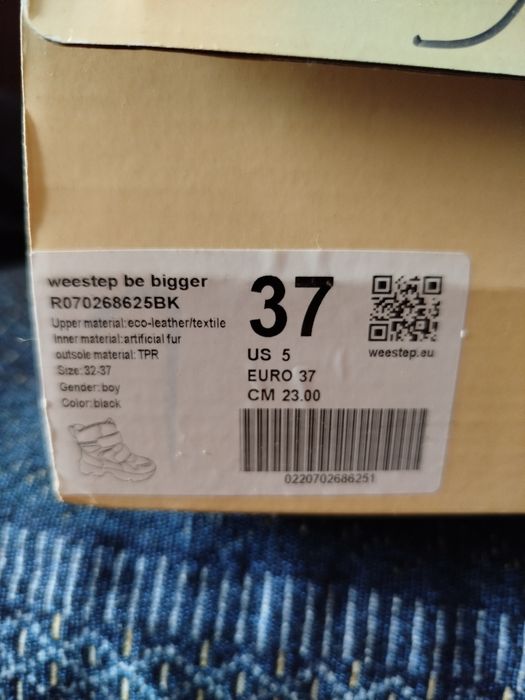 weestep be bigger
R070268625BK
Upper material:eco-leather/textile
Inner material:artificial fur
outsole material:TPR
Size:32-37
Gender:boy
Color:black
37
US 5
EURO 37
CM 23.00
weestep.eu
0220702686251